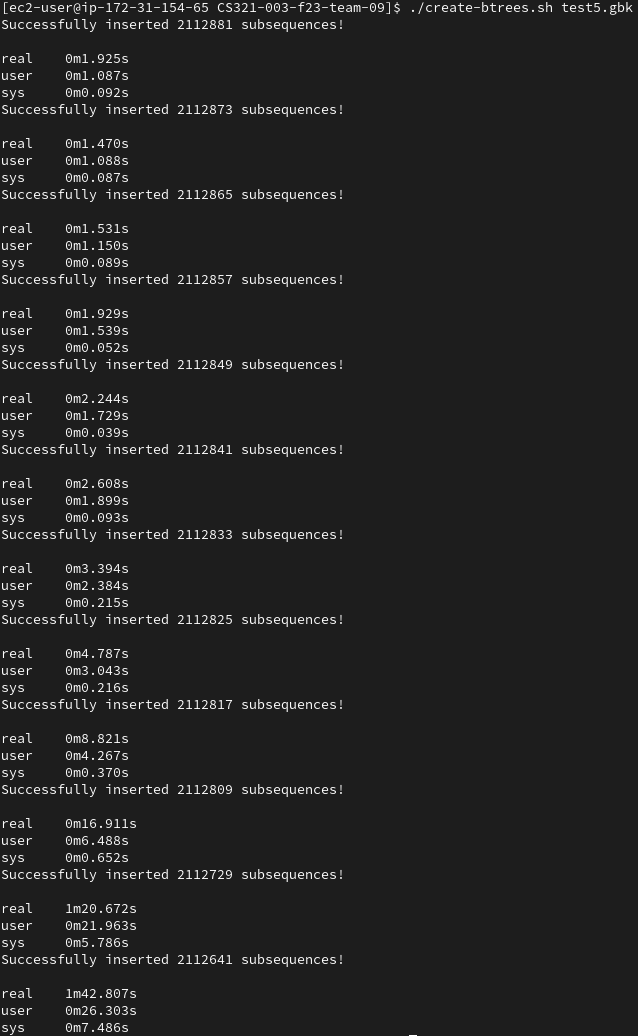 [ec2-user@ip-172-31-154-65 CS321-003-f23-team-09]$ ./create-btrees.sh test5.gbk
Successfully inserted 2112881 subsequences!
real    0m1.925s
user    0m1.087s
sys     0m0.092s
Successfully inserted 2112873 subsequences!
real    0m1.470s
user    0m1.088s
sys     0m0.087s
Successfully inserted 2112865 subsequences!
real    0m1.531s
user    0m1.150s
sys     0m0.089s
Successfully inserted 2112857 subsequences!
real    0m1.929s
user    0m1.539s
sys     0m0.052s
Successfully inserted 2112849 subsequences!
real    0m2.244s
user    0m1.729s
sys     0m0.039s
Successfully inserted 2112841 subsequences!
real    0m2.608s
user    0m1.899s
sys     0m0.093s
Successfully inserted 2112833 subsequences!
real    0m3.394s
user    0m2.384s
sys     0m0.215s
Successfully inserted 2112825 subsequences!
real    0m4.787s
user    0m3.043s
sys     0m0.216s
Successfully inserted 2112817 subsequences!
real    0m8.821s
user    0m4.267s
sys     0m0.370s
Successfully inserted 2112809 subsequences!
real    0m16.911s
user    0m6.488s
sys     0m0.652s
Successfully inserted 2112729 subsequences!
real    1m20.672s
user    0m21.963s
sys     0m5.786s
Successfully inserted 2112641 subsequences!
real    1m42.807s
user    0m26.303s
sys     0m7.486s